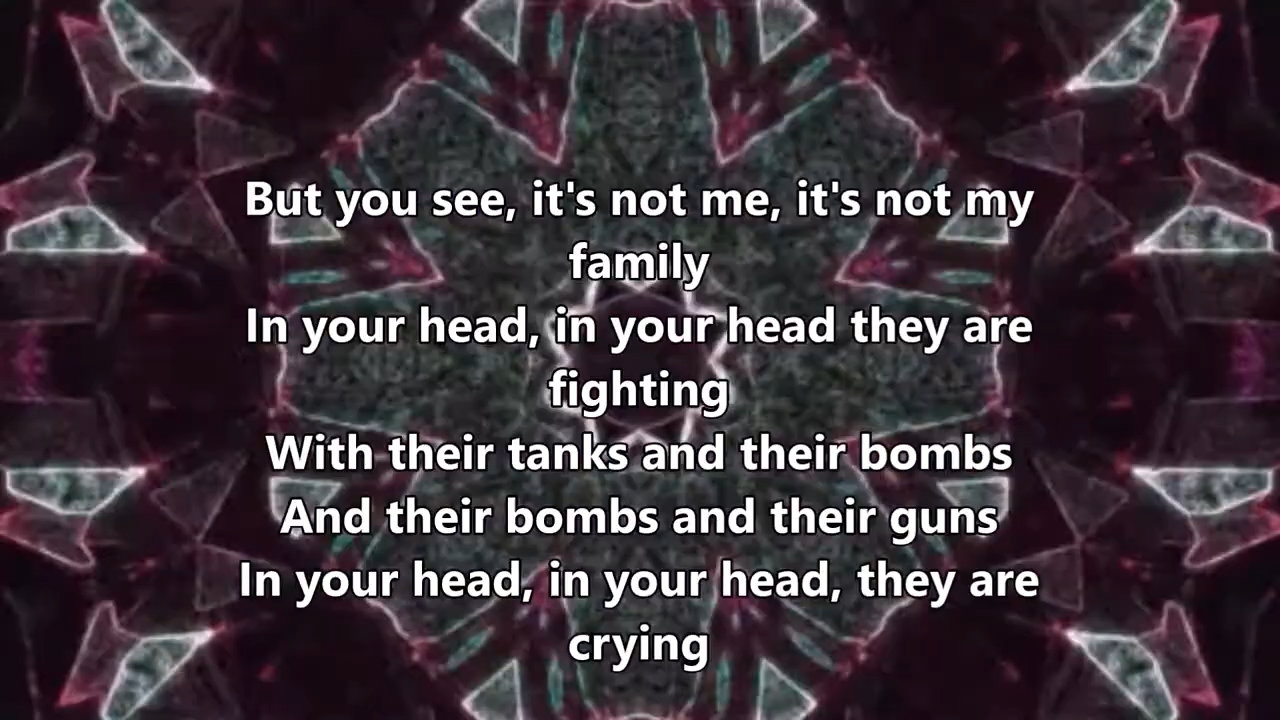 But you see, it's not me, it's not my
family
In your head, in your head they are
fighting
With their tanks and their bombs
And their bombs and their guns
In your head, in your head, they are
crying